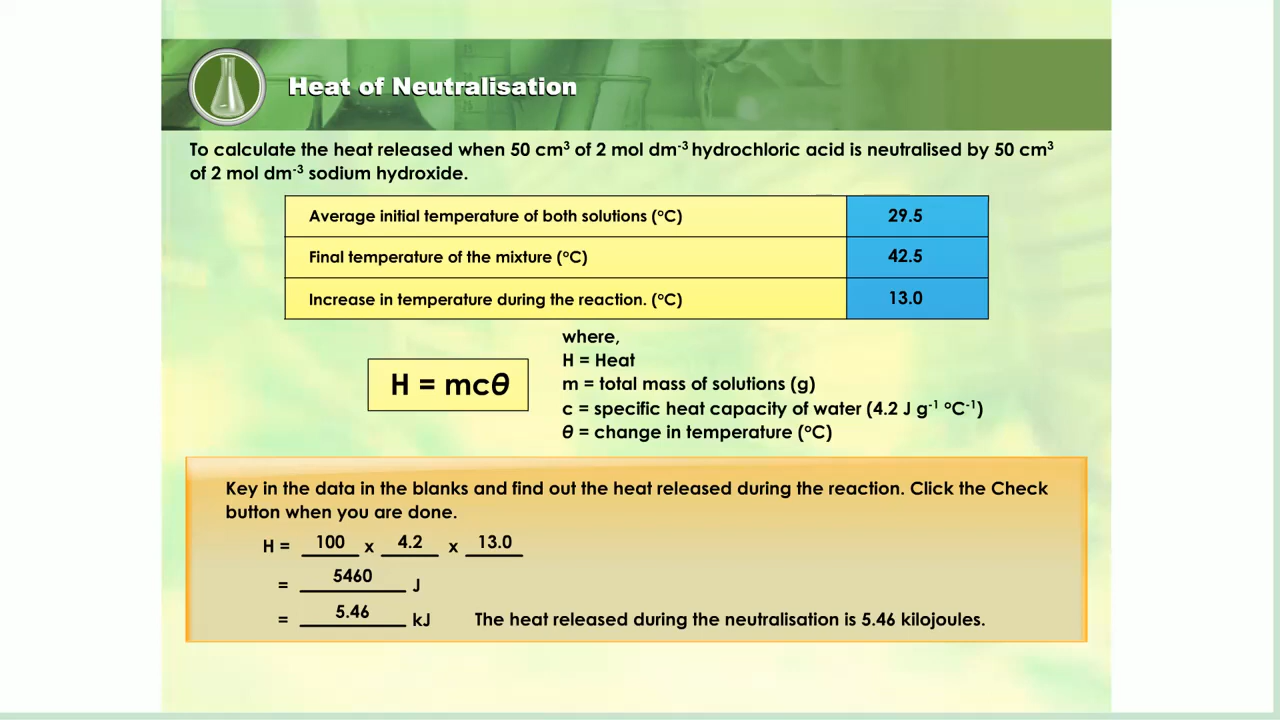 Heat of Neutralisation
To calculate the heat released when 50 cm³ of 2 mol dm⁻³ hydrochloric acid is neutralised by 50 cm³
of 2 mol dm⁻³ sodium hydroxide.
Average initial temperature of both solutions (°C) 29.5
Final temperature of the mixture (°C) 42.5
Increase in temperature during the reaction. (°C) 13.0
H = mcθ
where,
H = Heat
m = total mass of solutions (g)
c = specific heat capacity of water (4.2 J g⁻¹ °C⁻¹)
θ = change in temperature (°C)
Key in the data in the blanks and find out the heat released during the reaction. Click the Check
button when you are done.
H = 100 x 4.2 x 13.0
= 5460 J
= 5.46 kJ The heat released during the neutralisation is 5.46 kilojoules.